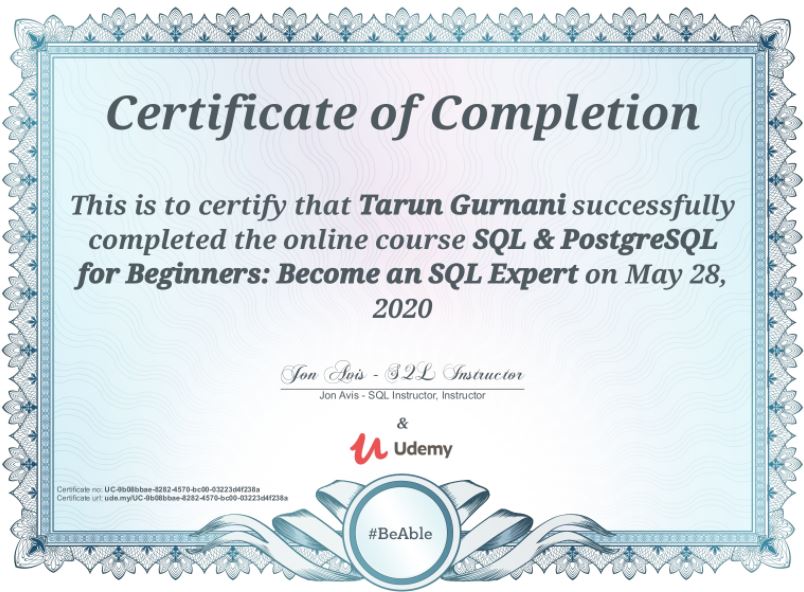 Certificate of Completion
This is to certify that Tarun Gurnani successfully
completed the online course SQL & PostgreSQL
for Beginners: Become an SQL Expert on May 28,
2020
Jon Avis - SQL Instructor
Jon Avis - SQL Instructor, Instructor
&
Udemy
Certificate no: UC-9b08bbae-8282-4570-bc00-03223d4f238a
Certificate url: ude.my/UC-9b08bbae-8282-4570-bc00-03223d4f238a
#BeAble